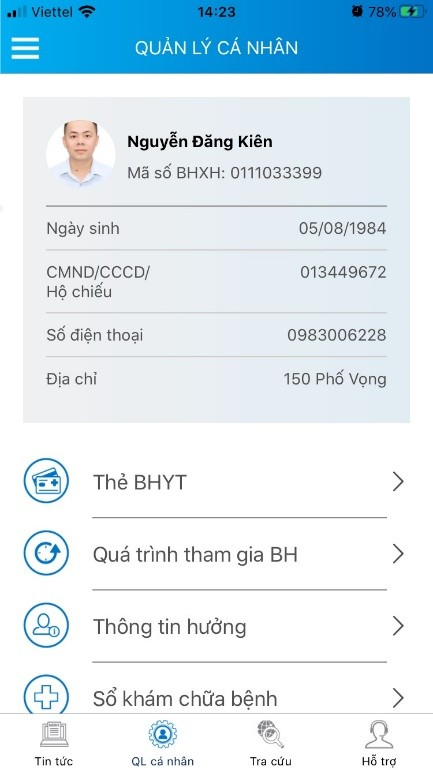 Viettel 14:23 78%
QUẢN LÝ CÁ NHÂN
Nguyễn Đăng Kiên
Mã số BHXH: 0111033399
Ngày sinh 05/08/1984
CMND/CCCD/ 013449672
Hộ chiếu
Số điện thoại 0983006228
Địa chỉ 150 Phố Vọng
Thẻ BHYT
Quá trình tham gia BH
Thông tin hưởng
Sổ khám chữa bệnh
Tin tức QL cá nhân Tra cứu Hỗ trợ